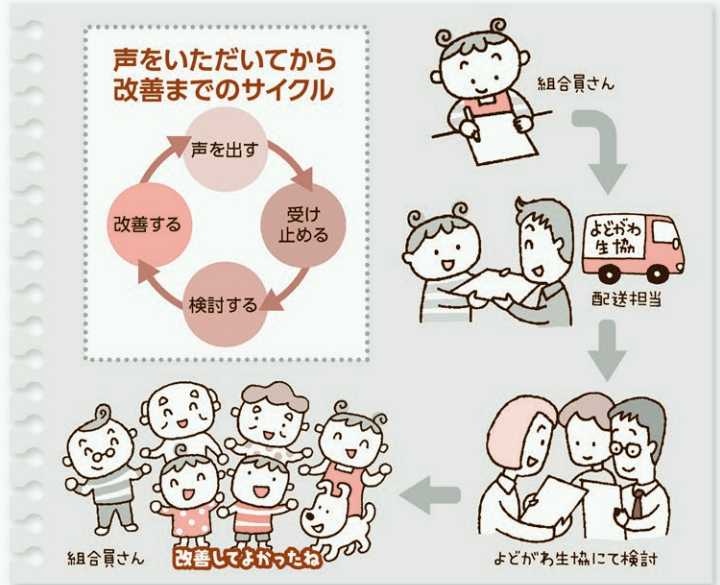 声をいただいてから
改善までのサイクル
声を出す
受け
止める
検討する
改善する
組合員さん
よどがわ
生協
配送担当
よどがわ生協にて検討
組合員さん
改善してよかったね